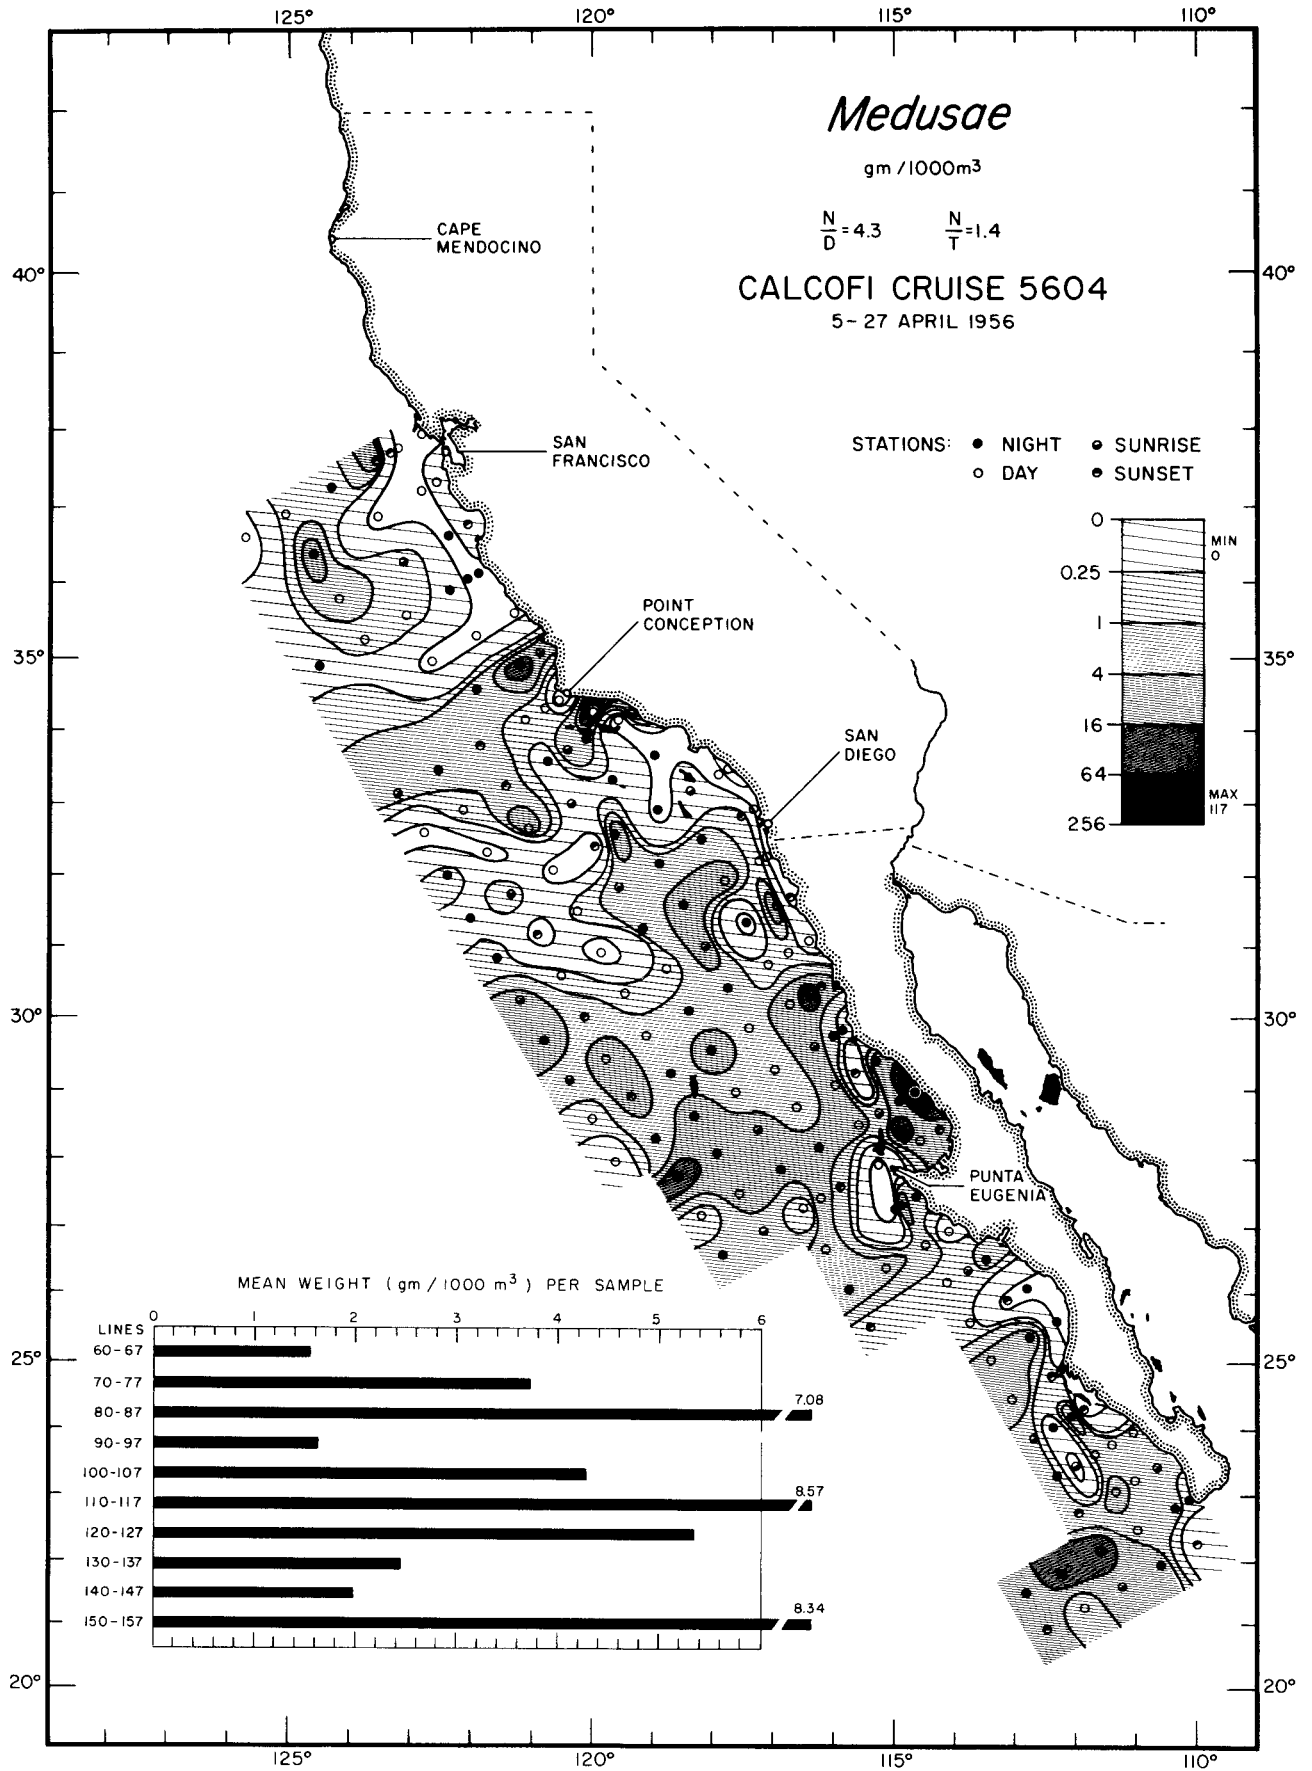 125° 120° 115° 110°
Medusae
gm/1000m³
N/D = 4.3 N/T = 1.4
CALCOFI CRUISE 5604
5-27 APRIL 1956
CAPE
MENDOCINO
40° 40°
SAN
FRANCISCO
STATIONS: ● NIGHT SUNRISE
○ DAY SUNSET
0
MIN
0
0.25
1
4
16
64
MAX
117
256
POINT
CONCEPTION
35° 35°
SAN
DIEGO
30° 30°
PUNTA
EUGENIA
MEAN WEIGHT (gm/1000 m³) PER SAMPLE
0 1 2 3 4 5 6
LINES
60-67
25° 25°
70-77
80-87 7.08
90-97
100-107
110-117 8.57
120-127
130-137
140-147
150-157 8.34
20° 20°
125° 120° 115° 110°